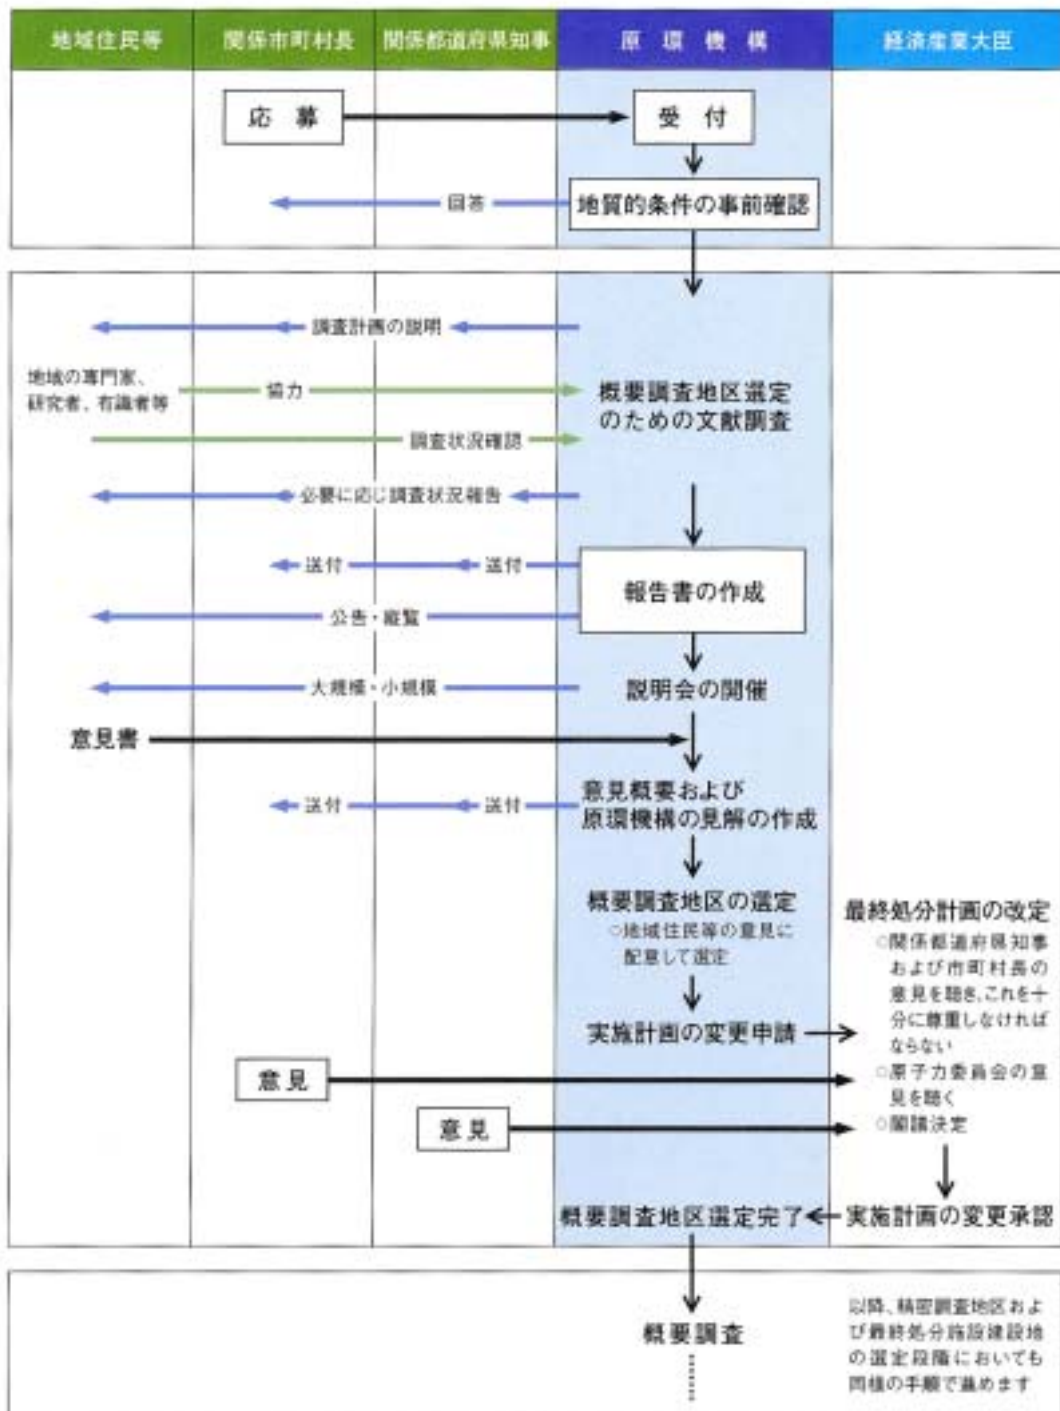 地域住民等
関係市町村長
関係都道府県知事
原環機構
経済産業大臣
応募
受付
回答
地質的条件の事前確認
調査計画の説明
地域の専門家、
研究者、有識者等
協力
概要調査地区選定
のための文献調査
調査状況確認
必要に応じ調査状況報告
送付
送付
報告書の作成
公告・縦覧
大規模・小規模
説明会の開催
意見書
意見概要および
原環機構の見解の作成
送付
送付
概要調査地区の選定
○地域住民等の意見に
配意して選定
最終処分計画の改定
○関係都道府県知事
および市町村長の
意見を聴き、これを十
分に尊重しなければ
ならない
○原子力委員会の意
見を聴く
○閣議決定
実施計画の変更申請
意見
意見
概要調査地区選定完了
実施計画の変更承認
概要調査
以降、精密調査地区およ
び最終処分施設建設地
の選定段階においても
同様の手順で進めます